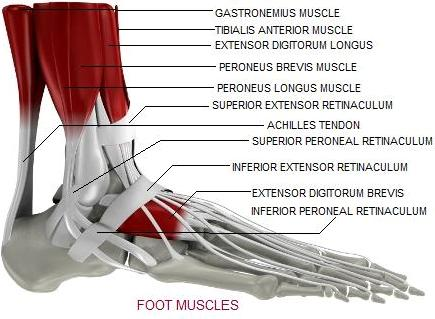 GASTRONEMIUS MUSCLE
TIBIALIS ANTERIOR MUSCLE
EXTENSOR DIGITORUM LONGUS
PERONEUS BREVIS MUSCLE
PERONEUS LONGUS MUSCLE
SUPERIOR EXTENSOR RETINACULUM
ACHILLES TENDON
SUPERIOR PERONEAL RETINACULUM
INFERIOR EXTENSOR RETINACULUM
EXTENSOR DIGITORUM BREVIS
INFERIOR PERONEAL RETINACULUM
FOOT MUSCLES